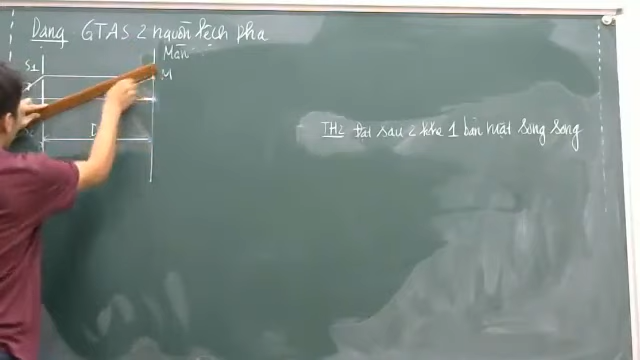 Dạng GTAS 2 nguồn lệch pha
Màn
S1
M
D
TH2 Đặt sau 2 khe 1 bản mặt song song